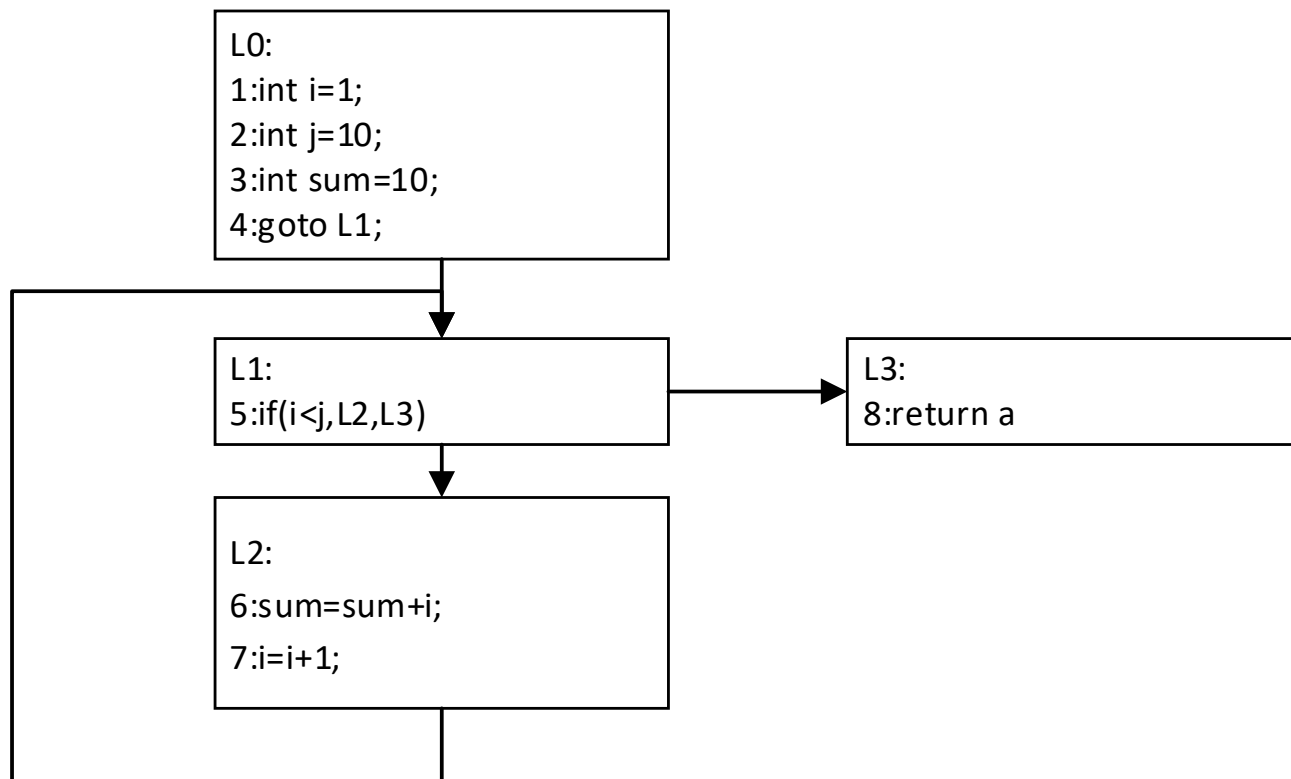 L0:
1:int i=1;
2:int j=10;
3:int sum=10;
4:goto L1;
L1:
5:if(i<j,L2,L3)
L3:
8:return a
L2:
6:sum=sum+i;
7:i=i+1;